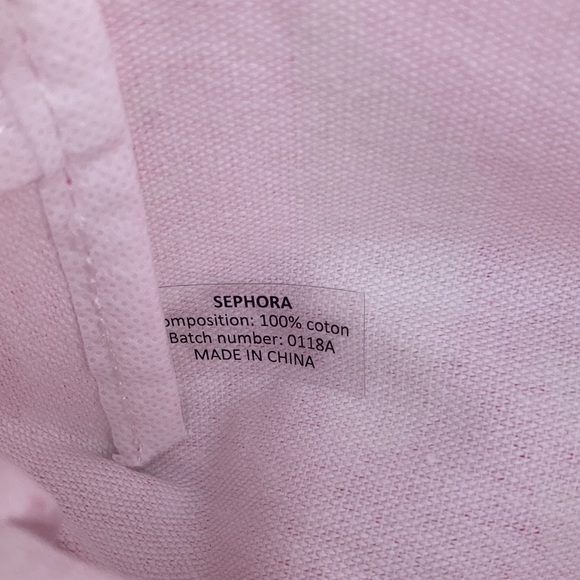 SEPHORA
omposition: 100% coton
Batch number: 0118A
MADE IN CHINA